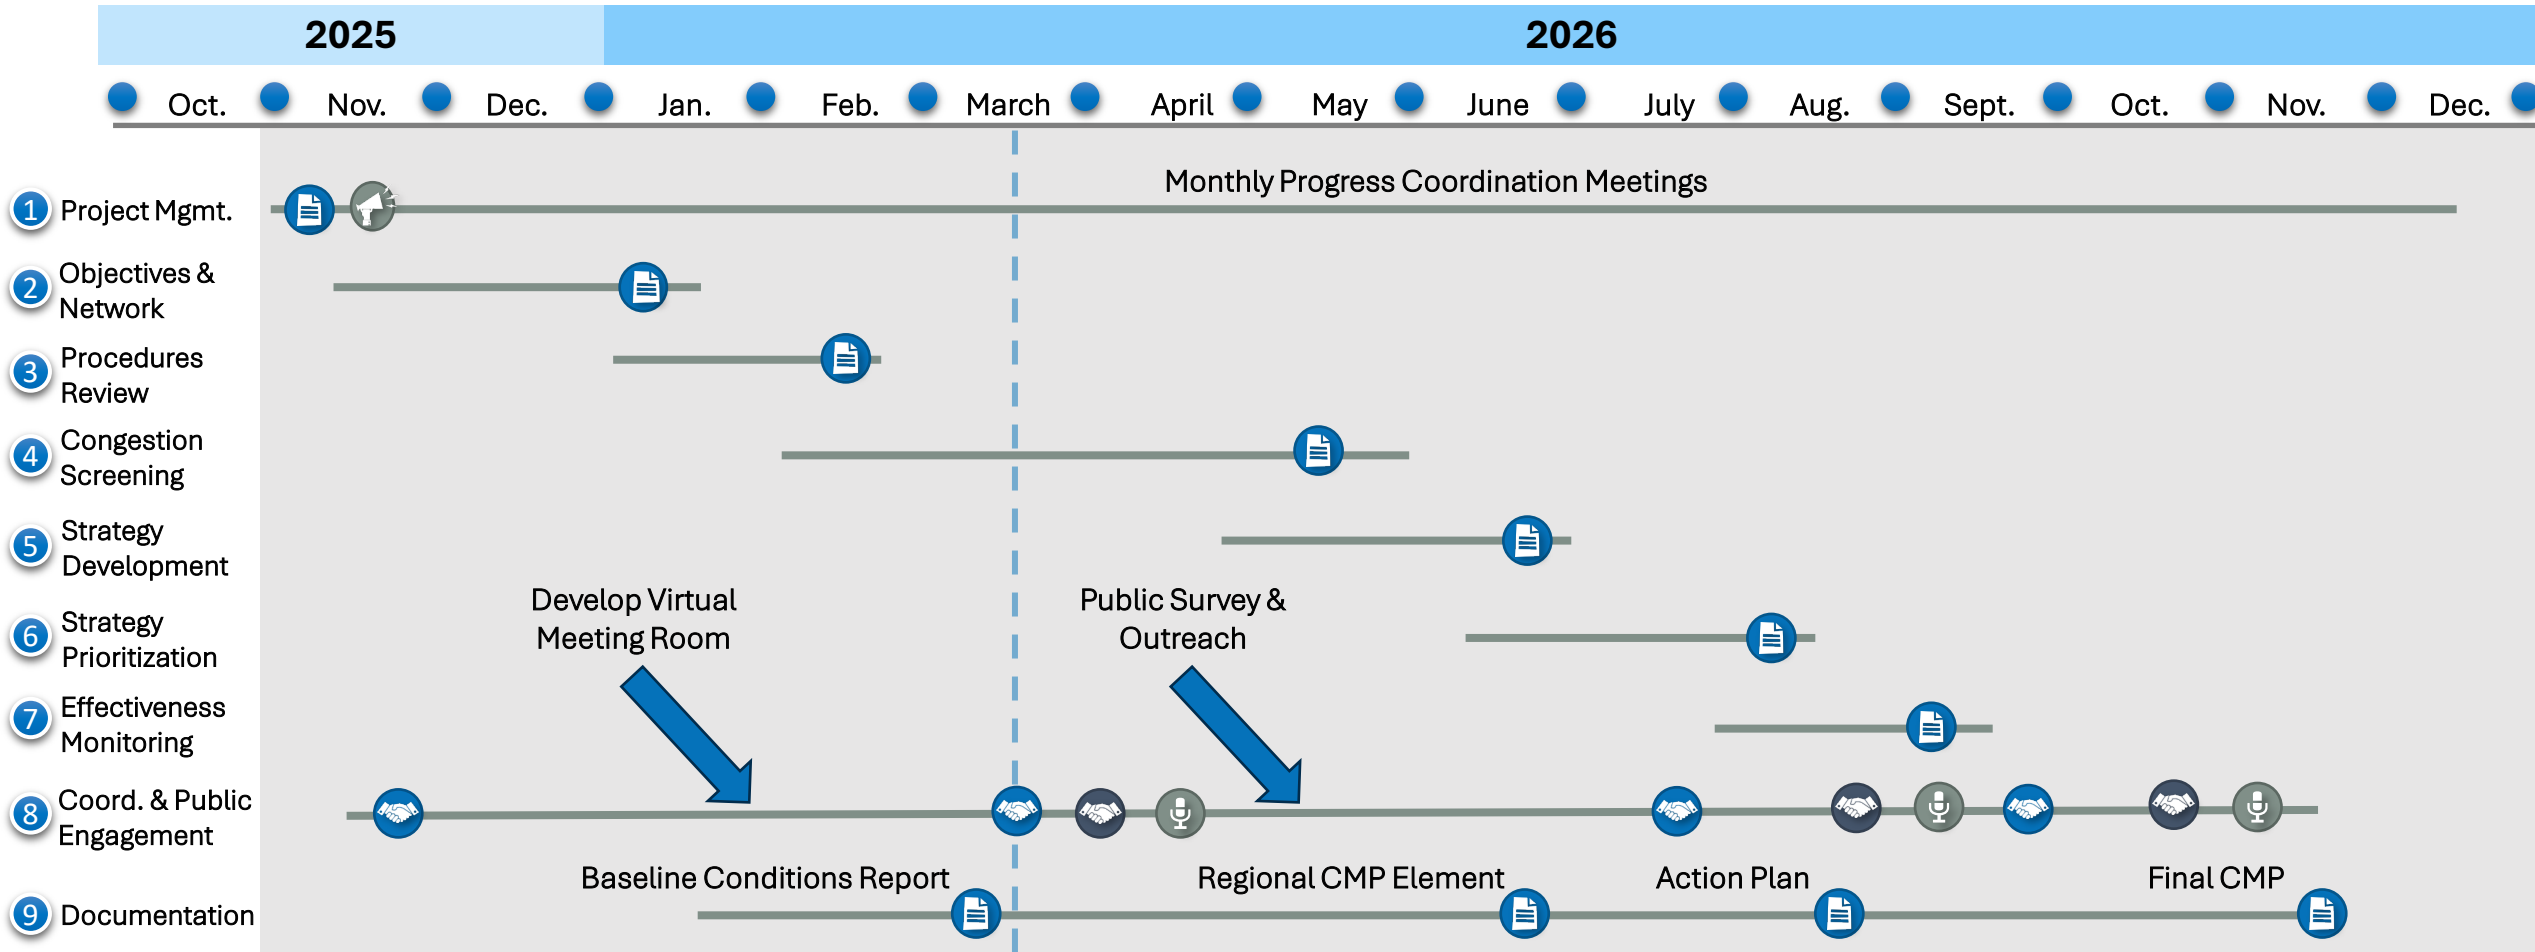 2025 2026
Oct. Nov. Dec. Jan. Feb. March April May June July Aug. Sept. Oct. Nov. Dec.
Monthly Progress Coordination Meetings
1 Project Mgmt.
2 Objectives &
Network
3 Procedures
Review
4 Congestion
Screening
5 Strategy
Development
Develop Virtual
Meeting Room
Public Survey &
Outreach
6 Strategy
Prioritization
7 Effectiveness
Monitoring
8 Coord. & Public
Engagement
Baseline Conditions Report Regional CMP Element Action Plan Final CMP
9 Documentation